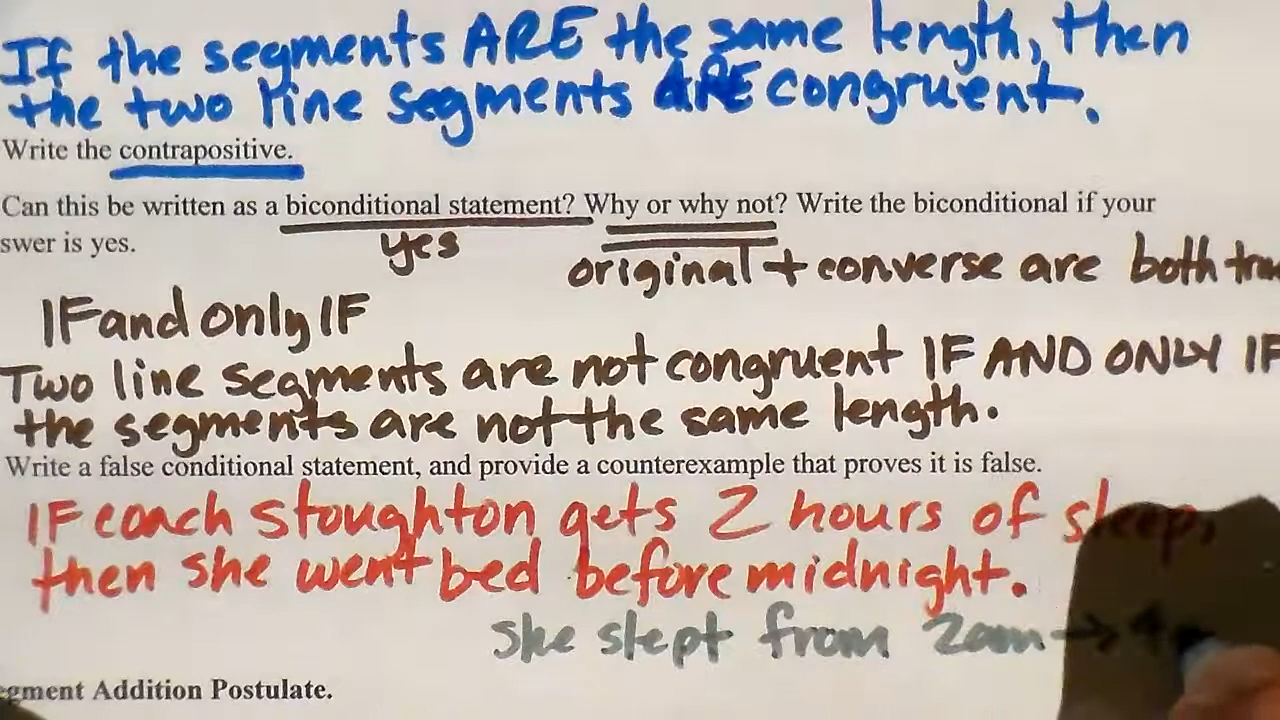 If the segments ARE the same length, then
the two line segments ARE congruent.
Write the contrapositive.
Can this be written as a biconditional statement? Why or why not? Write the biconditional if your
swer is yes.
yes
original + converse are both tru
IF and only IF
Two line segments are not congruent IF AND ONLY IF
the segments are not the same length.
Write a false conditional statement, and provide a counterexample that proves it is false.
IF coach stoughton gets 2 hours of sleep,
then she went bed before midnight.
she slept from 2am →
egment Addition Postulate.